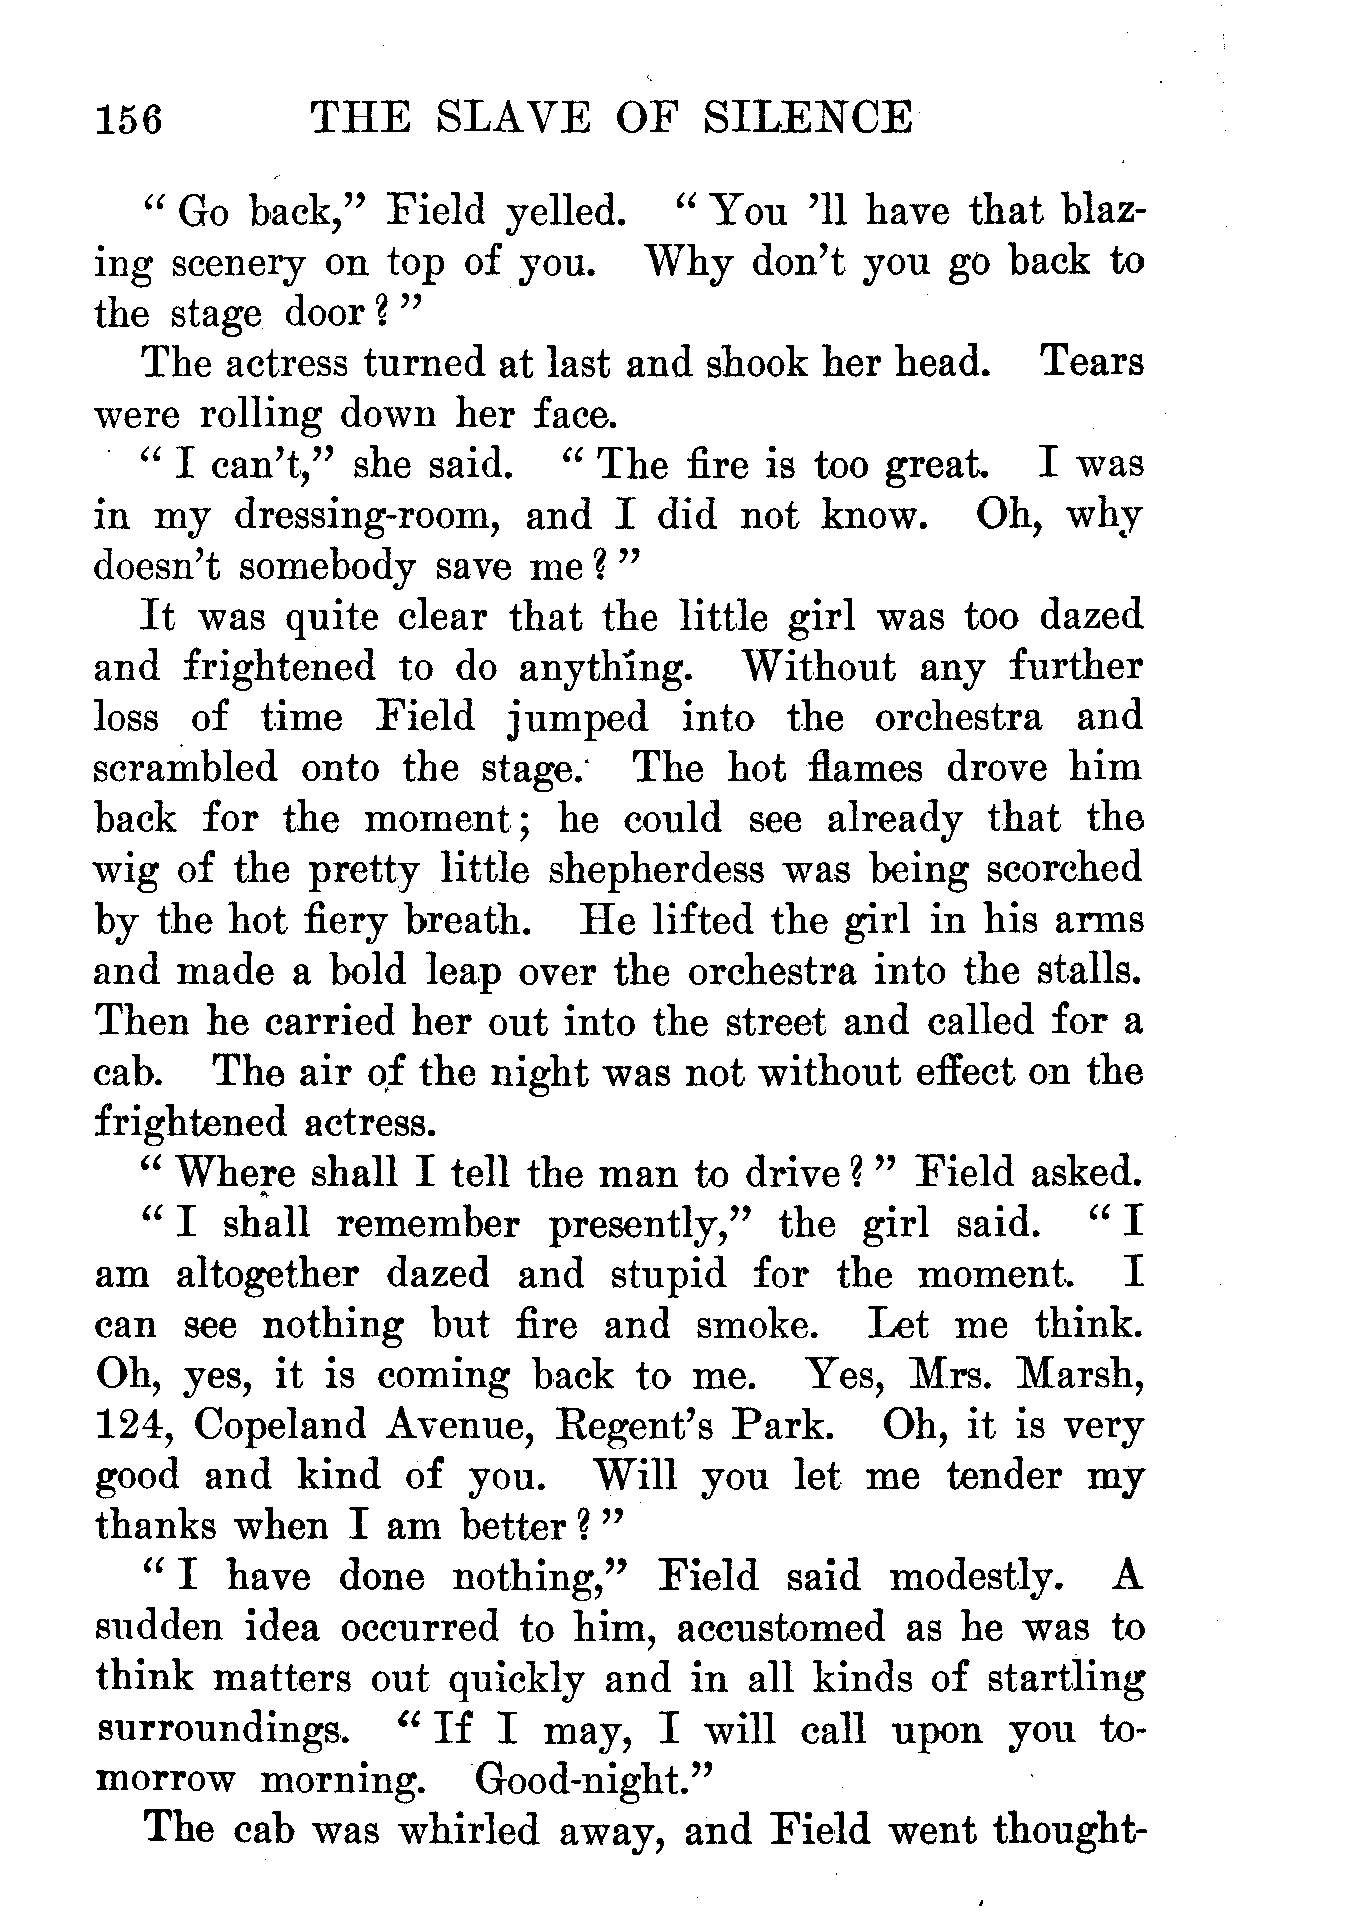 156 THE SLAVE OF SILENCE
“ Go back,” Field yelled. “ You ’ll have that blaz-
ing scenery on top of you. Why don’t you go back to
the stage door ? ”
The actress turned at last and shook her head. Tears
were rolling down her face.
“ I can’t,” she said. “ The fire is too great. I was
in my dressing-room, and I did not know. Oh, why
doesn’t somebody save me ? ”
It was quite clear that the little girl was too dazed
and frightened to do anything. Without any further
loss of time Field jumped into the orchestra and
scrambled onto the stage. The hot flames drove him
back for the moment ; he could see already that the
wig of the pretty little shepherdess was being scorched
by the hot fiery breath. He lifted the girl in his arms
and made a bold leap over the orchestra into the stalls.
Then he carried her out into the street and called for a
cab. The air of the night was not without effect on the
frightened actress.
“ Where shall I tell the man to drive ? ” Field asked.
“ I shall remember presently,” the girl said. “ I
am altogether dazed and stupid for the moment. I
can see nothing but fire and smoke. Let me think.
Oh, yes, it is coming back to me. Yes, Mrs. Marsh,
124, Copeland Avenue, Regent’s Park. Oh, it is very
good and kind of you. Will you let me tender my
thanks when I am better ? ”
“ I have done nothing,” Field said modestly. A
sudden idea occurred to him, accustomed as he was to
think matters out quickly and in all kinds of startling
surroundings. “ If I may, I will call upon you to-
morrow morning. Good-night.”
The cab was whirled away, and Field went thought-